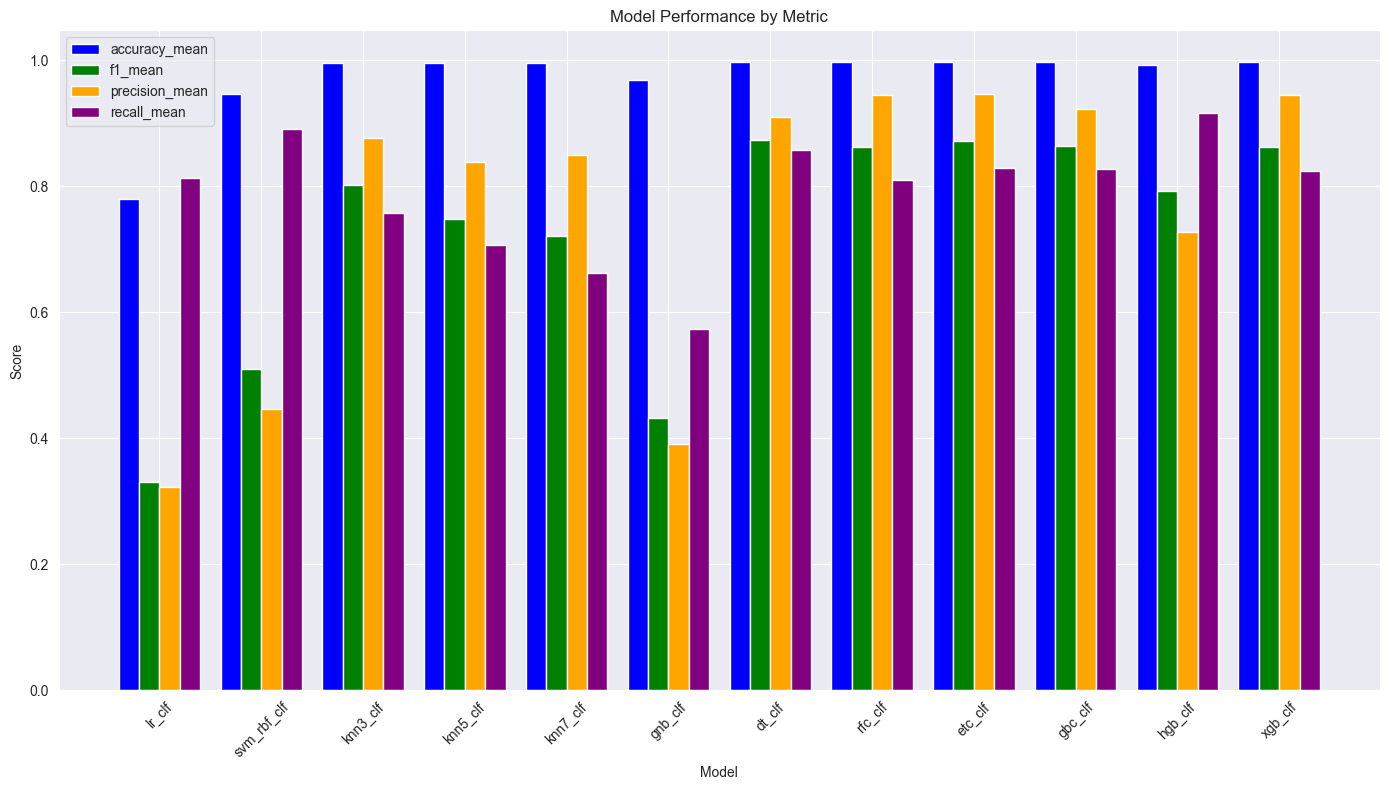 Model Performance by Metric
accuracy_mean
f1_mean
precision_mean
recall_mean
Score
1.0
0.8
0.6
0.4
0.2
0.0
lr_clf
svm_rbf_clf
knn3_clf
knn5_clf
knn7_clf
gnb_clf
dt_clf
rfc_clf
etc_clf
gbc_clf
hgb_clf
xgb_clf
Model